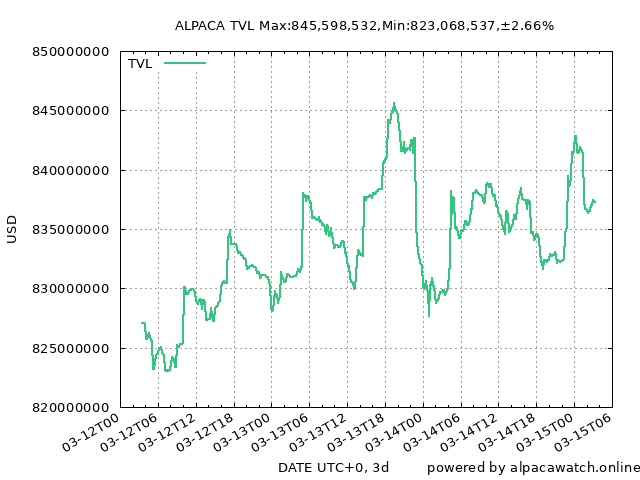 ALPACA TVL Max:845,598,532,Min:823,068,537,±2.66%
850000000
TVL
845000000
840000000
835000000
USD
830000000
825000000
820000000
03-12T00
03-12T06
03-12T12
03-12T18
03-13T00
03-13T06
03-13T12
03-13T18
03-14T00
03-14T06
03-14T12
03-14T18
03-15T00
03-15T06
DATE UTC+0, 3d
powered by alpacawatch.online